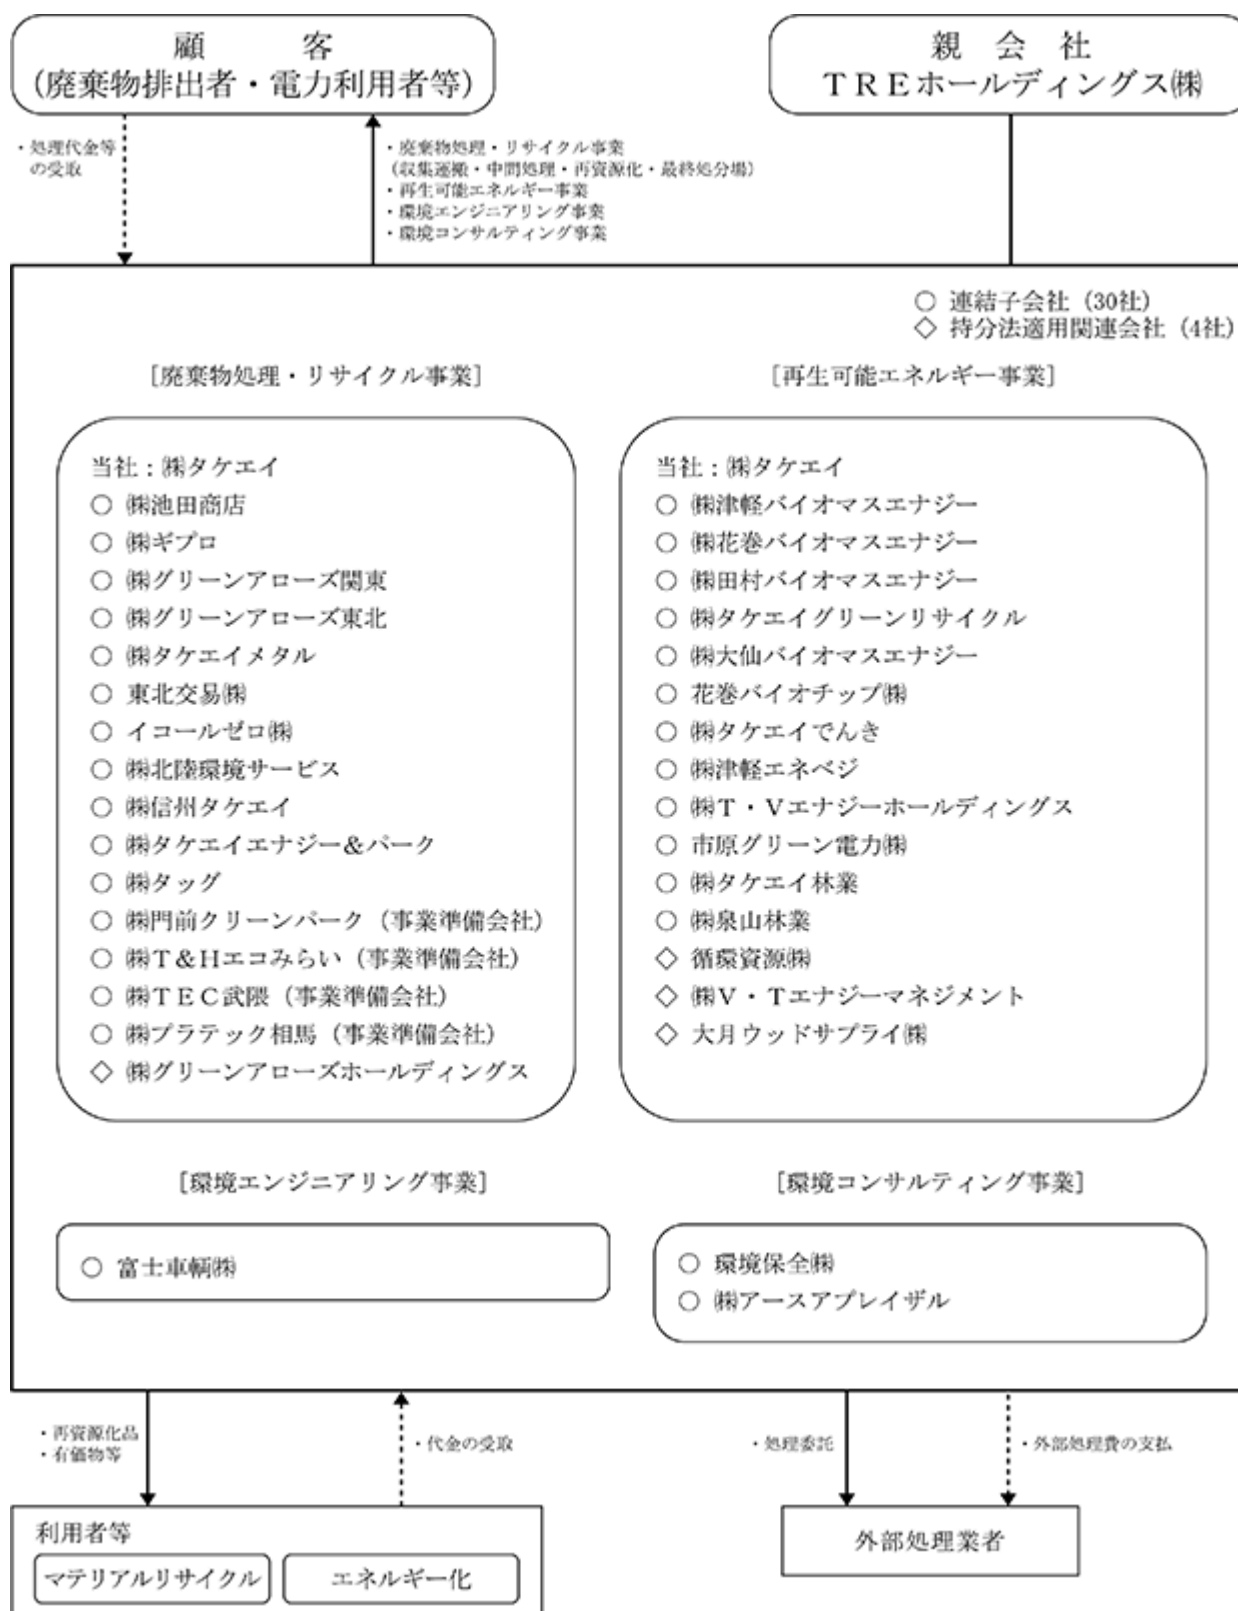 顧　　客
(廃棄物排出者・電力利用者等)
親　会　社
ＴＲＥホールディングス㈱
・処理代金等
の受取
・廃棄物処理・リサイクル事業
(収集運搬・中間処理・再資源化・最終処分場)
・再生可能エネルギー事業
・環境エンジニアリング事業
・環境コンサルティング事業
○ 連結子会社 (30社)
◇ 持分法適用関連会社 (4社)
[廃棄物処理・リサイクル事業]
当社：㈱タケエイ
○ ㈱池田商店
○ ㈱ギプロ
○ ㈱グリーンアローズ関東
○ ㈱グリーンアローズ東北
○ ㈱タケエイメタル
○ 東北交易㈱
○ イコールゼロ㈱
○ ㈱北陸環境サービス
○ ㈱信州タケエイ
○ ㈱タケエイエナジー＆パーク
○ ㈱タッグ
○ ㈱門前クリーンパーク (事業準備会社)
○ ㈱Ｔ＆Ｈエコみらい (事業準備会社)
○ ㈱ＴＥＣ武隈 (事業準備会社)
○ ㈱プラテック相馬 (事業準備会社)
◇ ㈱グリーンアローズホールディングス
[再生可能エネルギー事業]
当社：㈱タケエイ
○ ㈱津軽バイオマスエナジー
○ ㈱花巻バイオマスエナジー
○ ㈱田村バイオマスエナジー
○ ㈱タケエイグリーンリサイクル
○ ㈱大仙バイオマスエナジー
○ 花巻バイオチップ㈱
○ ㈱タケエイでんき
○ ㈱津軽エネベジ
○ ㈱Ｔ・Ｖエナジーホールディングス
○ 市原グリーン電力㈱
○ ㈱タケエイ林業
○ ㈱泉山林業
◇ 循環資源㈱
◇ ㈱Ｖ・Ｔエナジーマネジメント
◇ 大月ウッドサプライ㈱
[環境エンジニアリング事業]
○ 富士車輌㈱
[環境コンサルティング事業]
○ 環境保全㈱
○ ㈱アースアプレイザル
・再資源化品
・有価物等
・代金の受取
・処理委託
・外部処理費の支払
利用者等
マテリアルリサイクル
エネルギー化
外部処理業者